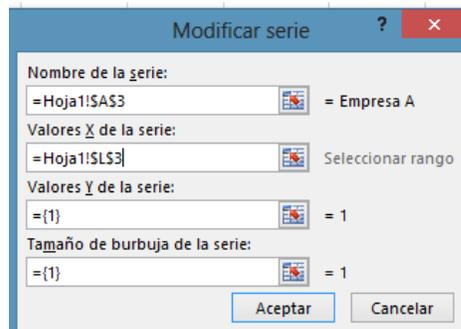 Modificar serie ? ×
Nombre de la serie:
=Hoja1!$A$3 = Empresa A
Valores X de la serie:
=Hoja1!$L$3 Seleccionar rango
Valores Y de la serie:
={1} = 1
Tamaño de burbuja de la serie:
={1} = 1
Aceptar Cancelar